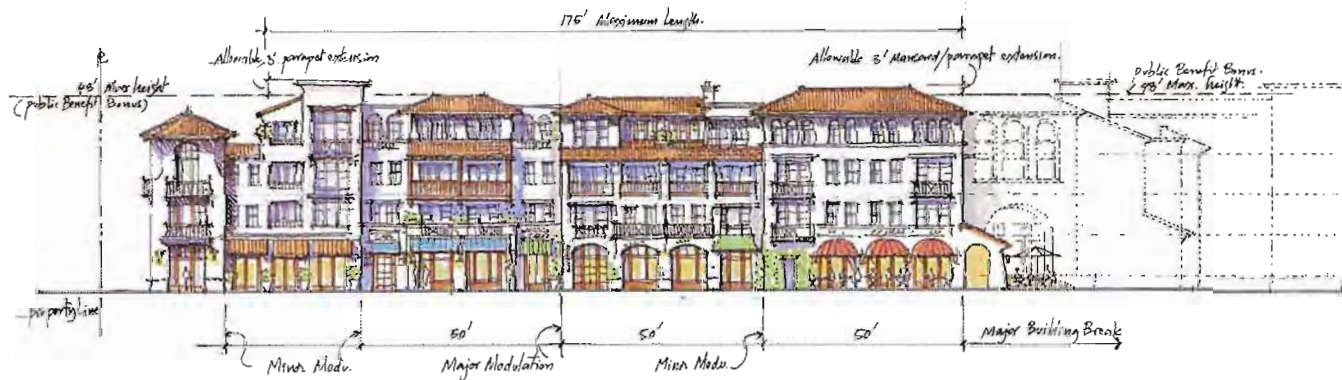 175' Maximum Length.
Allowable 3' parapet extension
Allowable 3' Mansard/parapet extension.
48' Max height
(public Benefit Bonus)
Public Benefit Bonus.
48' Max. height.
property line
50'
50'
50'
Major Building Break
Minor Modu.
Major Modulation
Minor Modu.